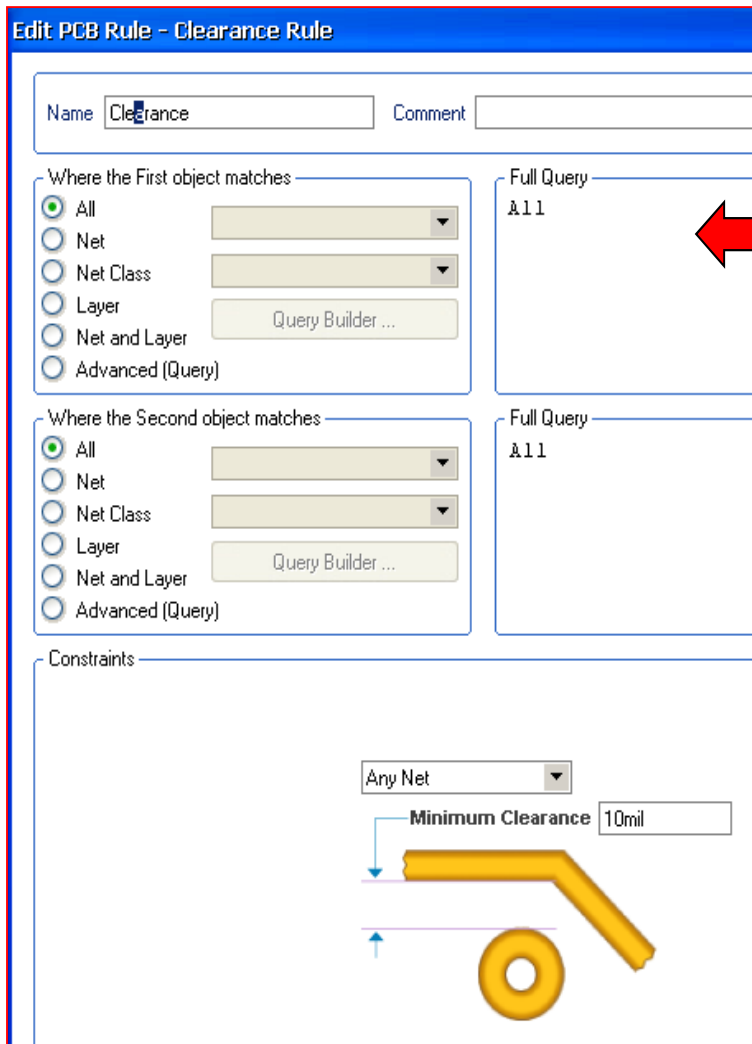 Edit PCB Rule - Clearance Rule
Name Clearance Comment
Where the First object matches
All
Net
Net Class
Layer
Net and Layer
Advanced (Query)
Query Builder ...
Full Query
All
Where the Second object matches
All
Net
Net Class
Layer
Net and Layer
Advanced (Query)
Query Builder ...
Full Query
All
Constraints
Any Net
Minimum Clearance 10mil